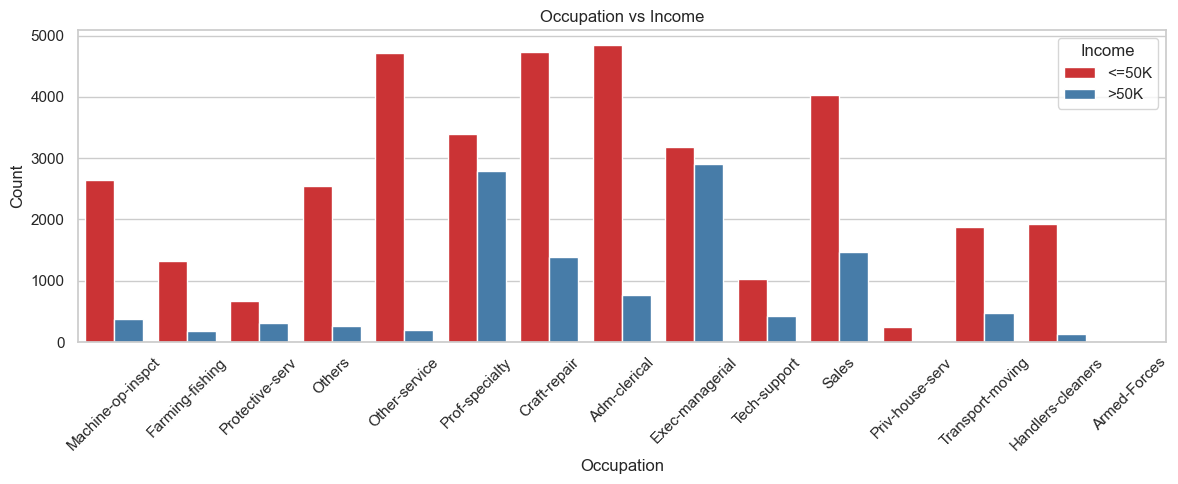 Occupation vs Income
Income
<=50K
>50K
Count
5000
4000
3000
2000
1000
0
Machine-op-inspct
Farming-fishing
Protective-serv
Others
Other-service
Prof-specialty
Craft-repair
Adm-clerical
Exec-managerial
Tech-support
Sales
Priv-house-serv
Transport-moving
Handlers-cleaners
Armed-Forces
Occupation